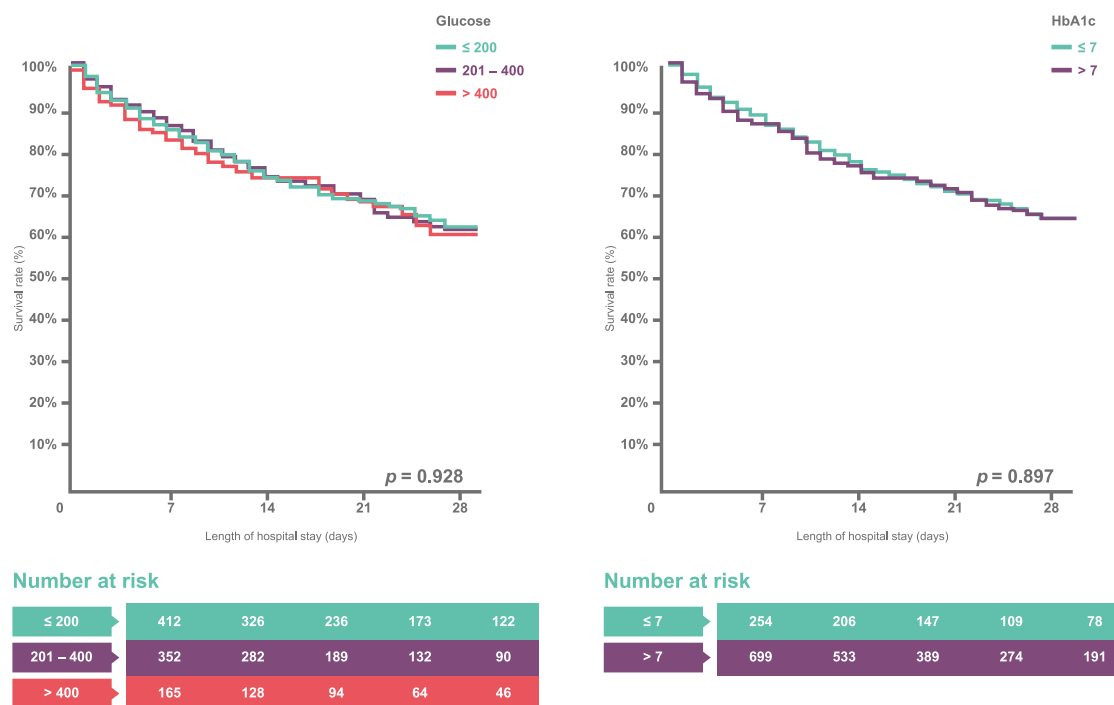 Glucose
≤ 200
201 – 400
> 400
100%
90%
80%
70%
60%
50%
40%
30%
20%
10%
Survival rate (%)
p = 0.928
0 7 14 21 28
Length of hospital stay (days)
Number at risk
≤ 200 412 326 236 173 122
201 – 400 352 282 189 132 90
> 400 165 128 94 64 46
HbA1c
≤ 7
> 7
100%
90%
80%
70%
60%
50%
40%
30%
20%
10%
Survival rate (%)
p = 0.897
0 7 14 21 28
Length of hospital stay (days)
Number at risk
≤ 7 254 206 147 109 78
> 7 699 533 389 274 191